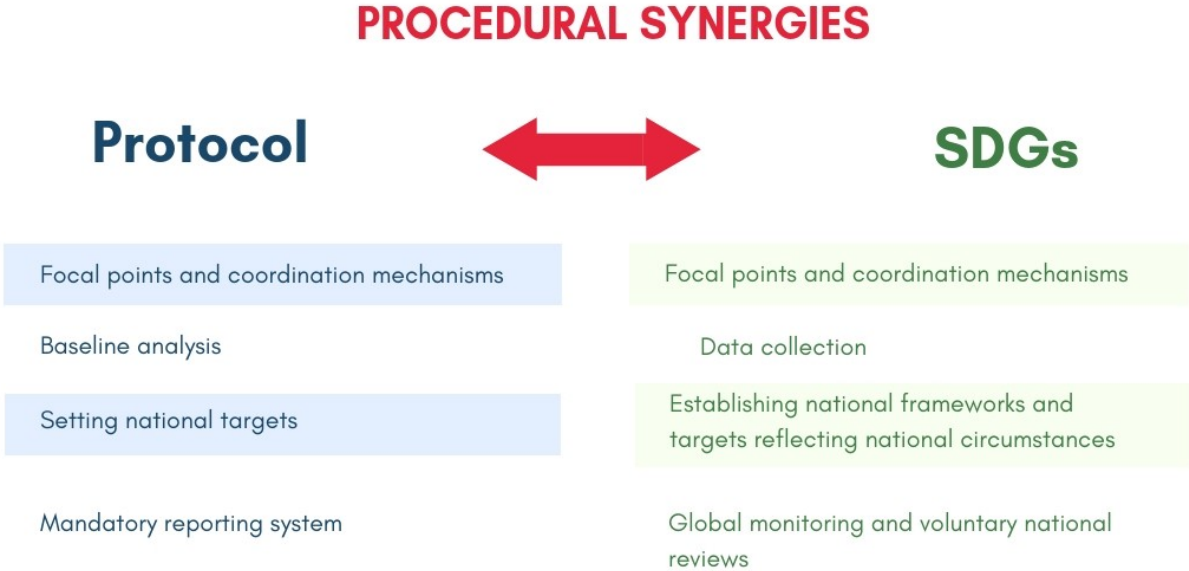 PROCEDURAL SYNERGIES
Protocol
SDGs
Focal points and coordination mechanisms
Focal points and coordination mechanisms
Baseline analysis
Data collection
Setting national targets
Establishing national frameworks and
targets reflecting national circumstances
Mandatory reporting system
Global monitoring and voluntary national
reviews